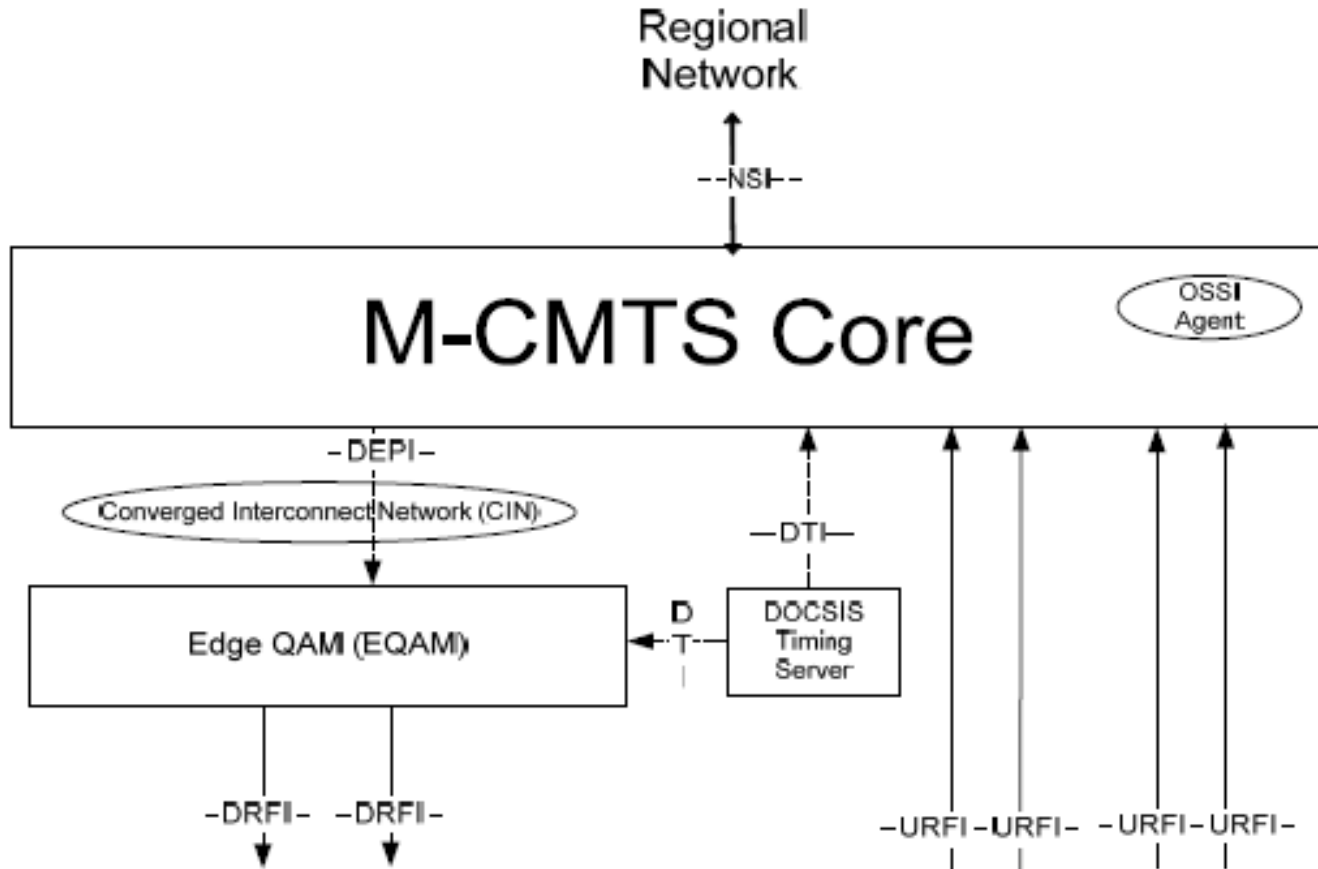 Regional
Network
--NSI--
M-CMTS Core
OSSI
Agent
-DEPI-
Converged Interconnect Network (CIN)
-DTI-
Edge QAM (EQAM)
D
T
I
DOCSIS
Timing
Server
-DRFI-
-DRFI-
-URFI-
-URFI-
-URFI-
-URFI-